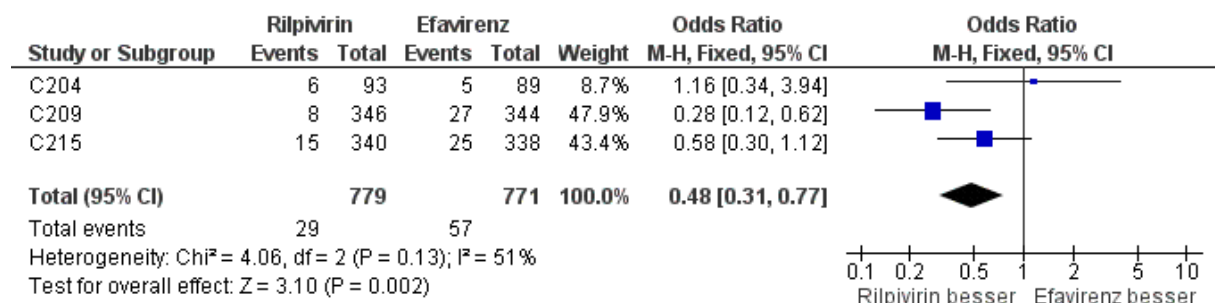 Rilpivirin Efavirenz Odds Ratio Odds Ratio
Study or Subgroup Events Total Events Total Weight M-H, Fixed, 95% CI M-H, Fixed, 95% CI
C204 6 93 5 89 8.7% 1.16 [0.34, 3.94]
C209 8 346 27 344 47.9% 0.28 [0.12, 0.62]
C215 15 340 25 338 43.4% 0.58 [0.30, 1.12]
Total (95% CI) 779 771 100.0% 0.48 [0.31, 0.77]
Total events 29 57
Heterogeneity: Chi² = 4.06, df = 2 (P = 0.13); I² = 51%
Test for overall effect: Z = 3.10 (P = 0.002)
0.1 0.2 0.5 1 2 5 10
Rilpivirin besser Efavirenz besser